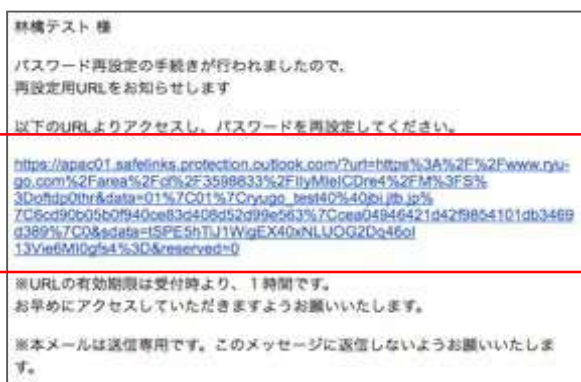 林檎テスト 様
パスワード再設定の手続きが行われましたので、
再設定用URLをお知らせします
以下のURLよりアクセスし、パスワードを再設定してください。
https://apac01.safelinks.protection.outlook.com/?url=https%3A%2F%2Fwww.ryu-
go.com%2Farea%2Fcf%2F3598833%2FIlyMleICDre4%2FM%3FS%
3Doftdp0thr&data=01%7C01%7Cryugo_test40%40jbi.jtb.jp%
7C6cd90b05b0f940ce83d408d52d99e563%7Ccea04946421d42f9854101db3469
d389%7C0&sdata=tSPE5hTiJ1WigEX40xNLUOG2Dq46oI
13Vie6MI0gfs4%3D&reserved=0
※URLの有効期限は受付時より、1時間です。
お早めにアクセスしていただきますようお願いいたします。
※本メールは送信専用です。このメッセージに返信しないようお願いいたしま
す。